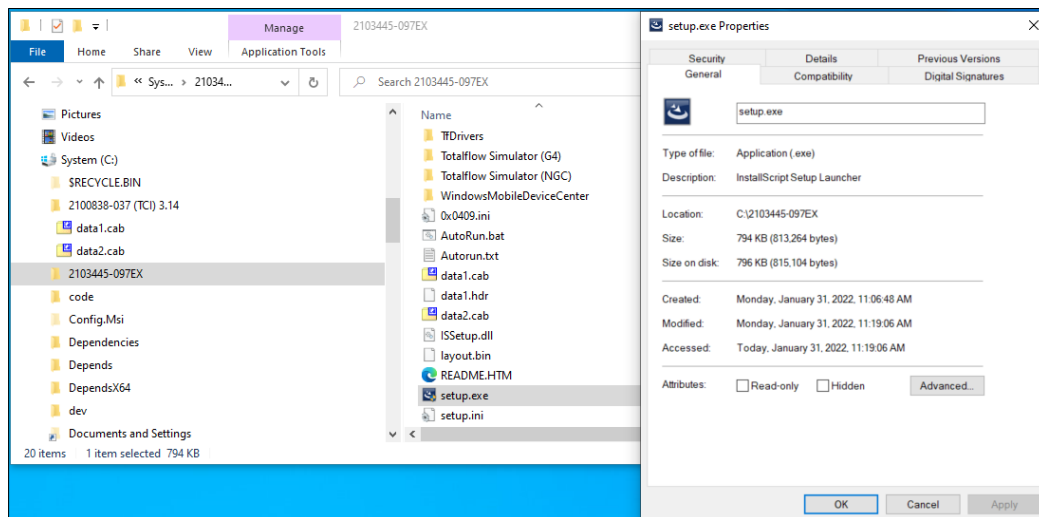 Manage
2103445-097EX
File
Home
Share
View
Application Tools
« Sys... > 21034...
Search 2103445-097EX
Pictures
Videos
System (C:)
$RECYCLE.BIN
2100838-037 (TCI) 3.14
data1.cab
data2.cab
2103445-097EX
code
Config.Msi
Dependencies
Depends
DependsX64
dev
Documents and Settings
Name
TfDrivers
Totalflow Simulator (G4)
Totalflow Simulator (NGC)
WindowsMobileDeviceCenter
0x0409.ini
AutoRun.bat
Autorun.txt
data1.cab
data1.hdr
data2.cab
ISSetup.dll
layout.bin
README.HTM
setup.exe
setup.ini
20 items
1 item selected 794 KB
setup.exe Properties
Security
Details
Previous Versions
General
Compatibility
Digital Signatures
setup.exe
Type of file: Application (.exe)
Description: InstallScript Setup Launcher
Location: C:\2103445-097EX
Size: 794 KB (813,264 bytes)
Size on disk: 796 KB (815,104 bytes)
Created: Monday, January 31, 2022, 11:06:48 AM
Modified: Monday, January 31, 2022, 11:19:06 AM
Accessed: Today, January 31, 2022, 11:19:06 AM
Attributes: Read-only Hidden Advanced...
OK
Cancel
Apply